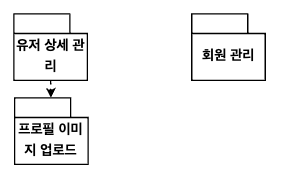 유저 상세 관
리
회원 관리
프로필 이미
지 업로드